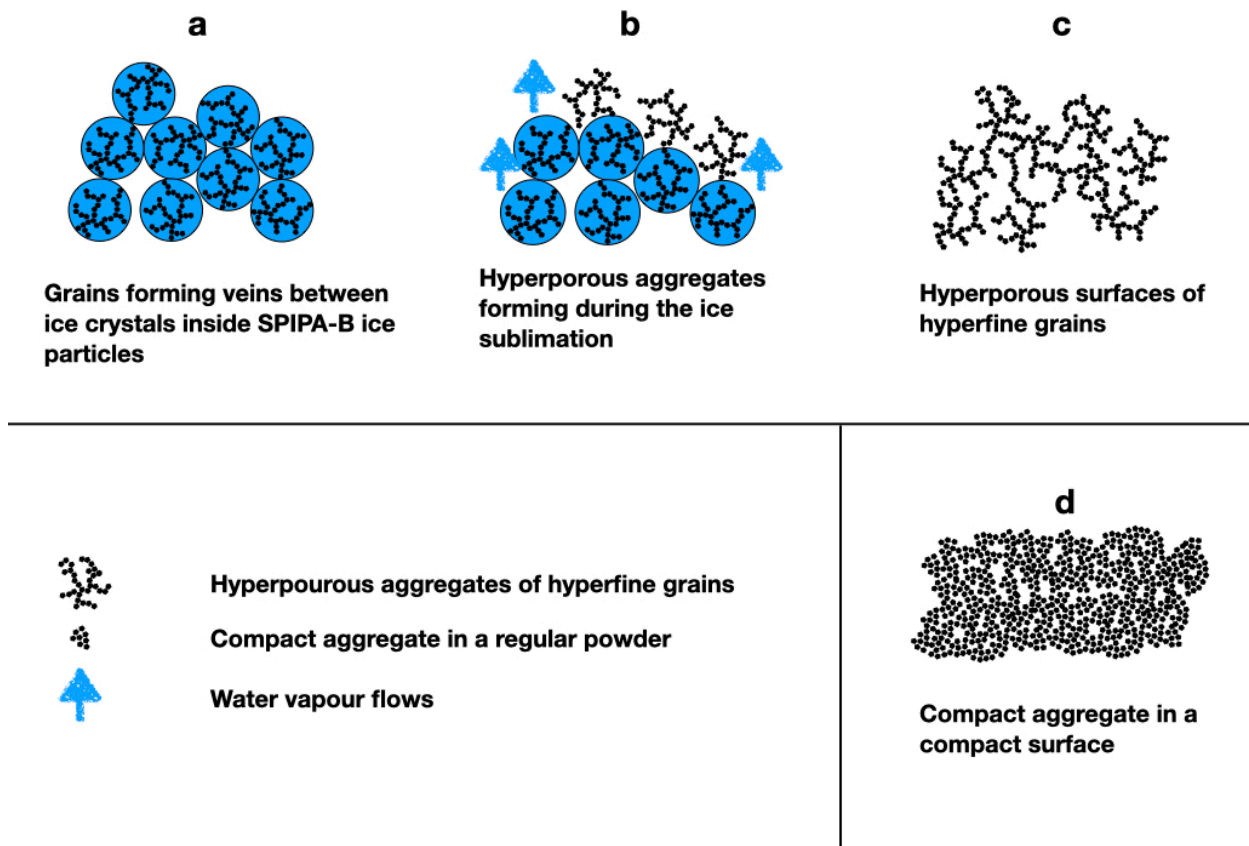 a
Grains forming veins between
ice crystals inside SPIPA-B ice
particles
b
Hyperporous aggregates
forming during the ice
sublimation
c
Hyperporous surfaces of
hyperfine grains
Hyperpourous aggregates of hyperfine grains
Compact aggregate in a regular powder
Water vapour flows
d
Compact aggregate in a
compact surface